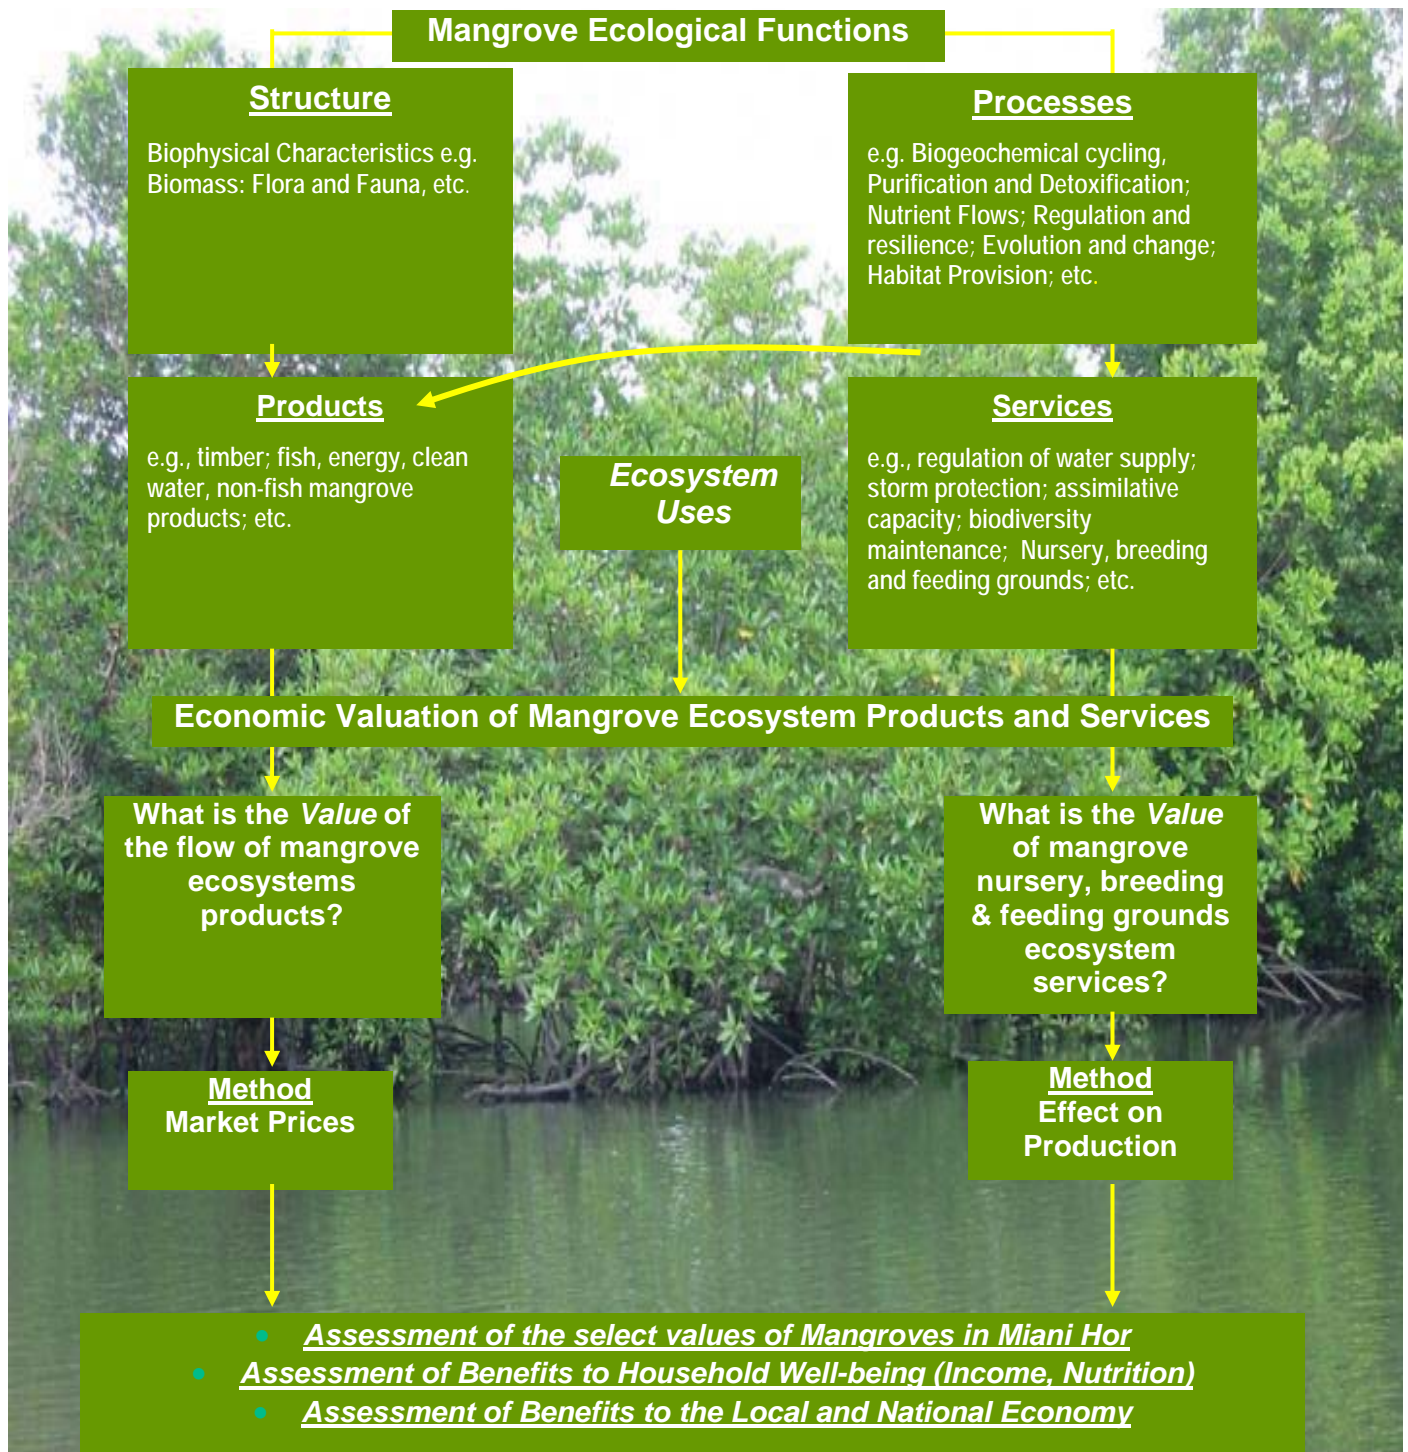 Mangrove Ecological Functions
Structure
Biophysical Characteristics e.g.
Biomass: Flora and Fauna, etc.
Processes
e.g. Biogeochemical cycling,
Purification and Detoxification;
Nutrient Flows; Regulation and
resilience; Evolution and change;
Habitat Provision; etc.
Products
e.g., timber; fish, energy, clean
water, non-fish mangrove
products; etc.
Ecosystem
Uses
Services
e.g., regulation of water supply;
storm protection; assimilative
capacity; biodiversity
maintenance; Nursery, breeding
and feeding grounds; etc.
Economic Valuation of Mangrove Ecosystem Products and Services
What is the Value of
the flow of mangrove
ecosystems
products?
What is the Value
of mangrove
nursery, breeding
& feeding grounds
ecosystem
services?
Method
Market Prices
Method
Effect on
Production
• Assessment of the select values of Mangroves in Miani Hor
• Assessment of Benefits to Household Well-being (Income, Nutrition)
• Assessment of Benefits to the Local and National Economy